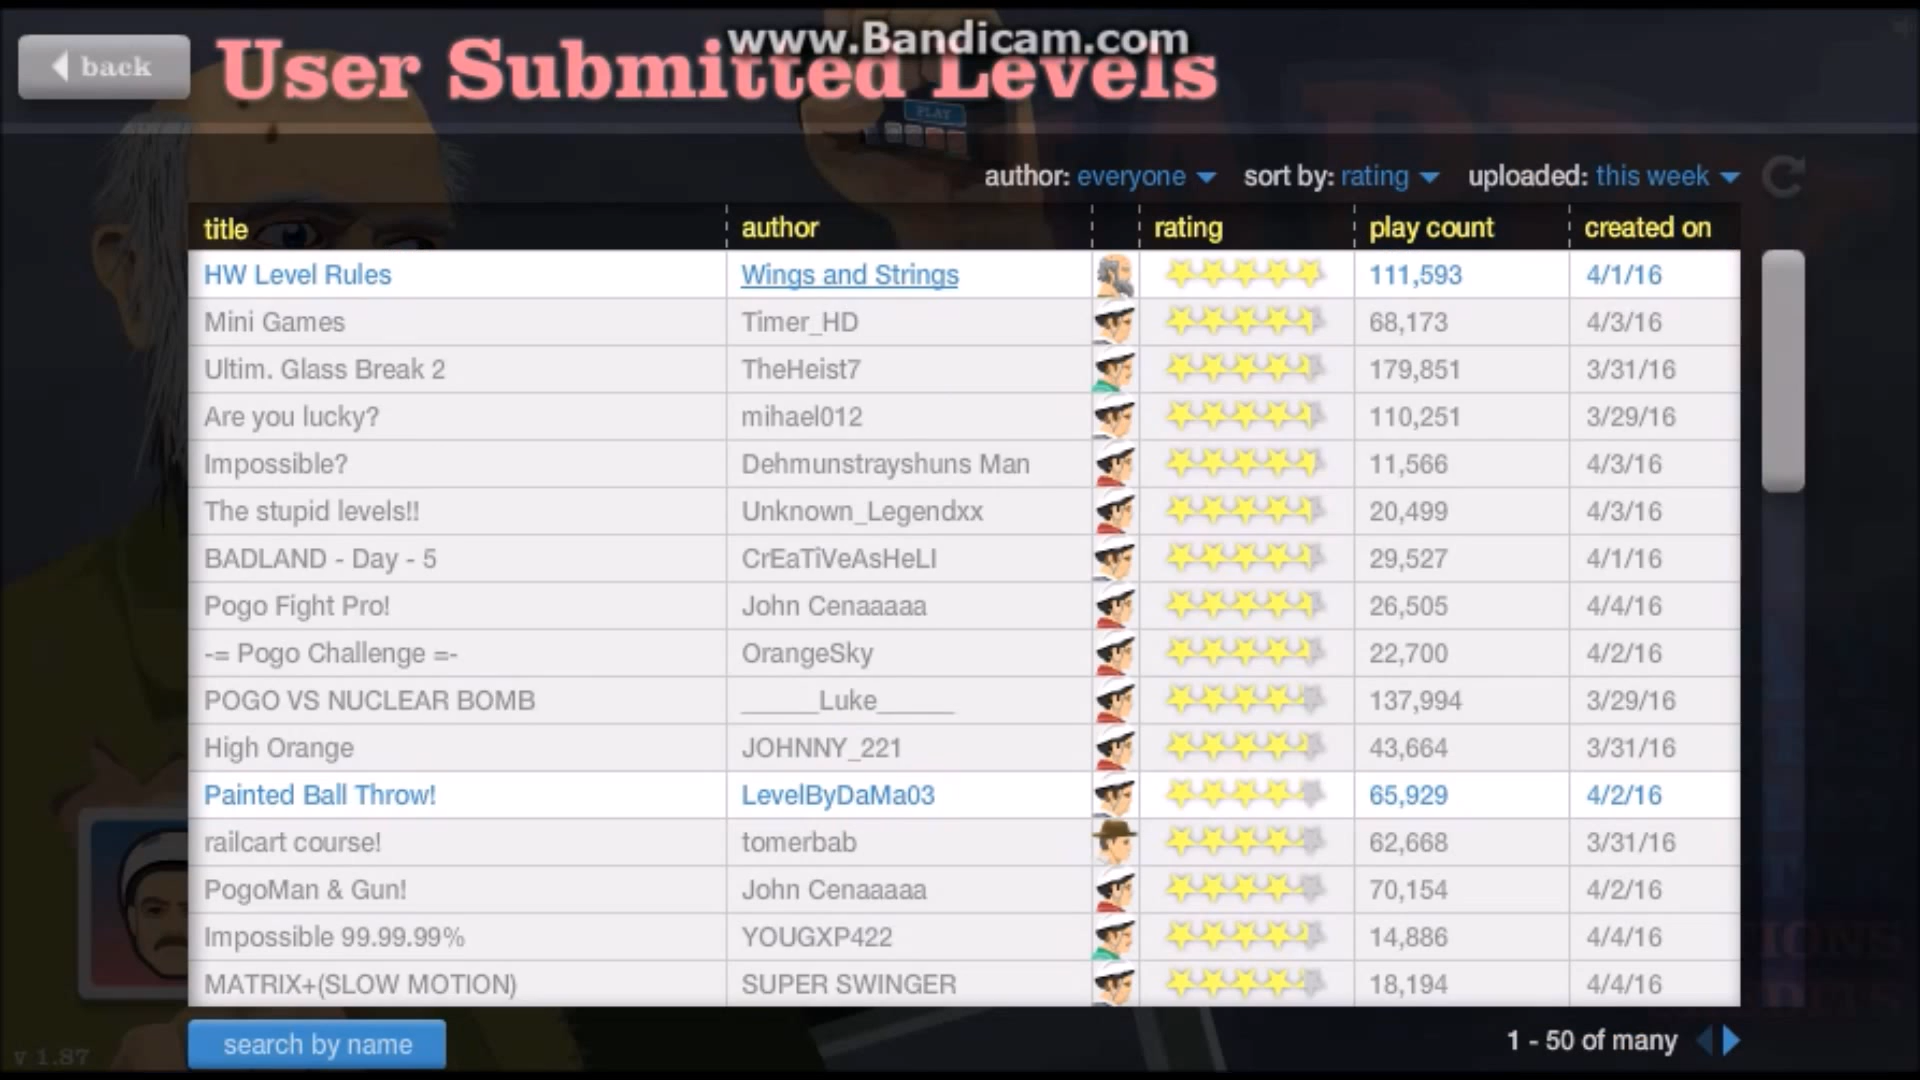 www.Bandicam.com
back
User Submitted Levels
PLAY
author: everyone sort by: rating uploaded: this week
title author rating play count created on
HW Level Rules Wings and Strings 111,593 4/1/16
Mini Games Timer_HD 68,173 4/3/16
Ultim. Glass Break 2 TheHeist7 179,851 3/31/16
Are you lucky? mihael012 110,251 3/29/16
Impossible? Dehmunstrayshuns Man 11,566 4/3/16
The stupid levels!! Unknown_Legendxx 20,499 4/3/16
BADLAND - Day - 5 CrEaTiVeAsHeLl 29,527 4/1/16
Pogo Fight Pro! John Cenaaaaa 26,505 4/4/16
-= Pogo Challenge =- OrangeSky 22,700 4/2/16
POGO VS NUCLEAR BOMB ______Luke______ 137,994 3/29/16
High Orange JOHNNY_221 43,664 3/31/16
Painted Ball Throw! LevelByDaMa03 65,929 4/2/16
railcart course! tomerbab 62,668 3/31/16
PogoMan & Gun! John Cenaaaaa 70,154 4/2/16
Impossible 99.99.99% YOUGXP422 14,886 4/4/16
MATRIX+(SLOW MOTION) SUPER SWINGER 18,194 4/4/16
search by name
1 - 50 of many
v 1.87